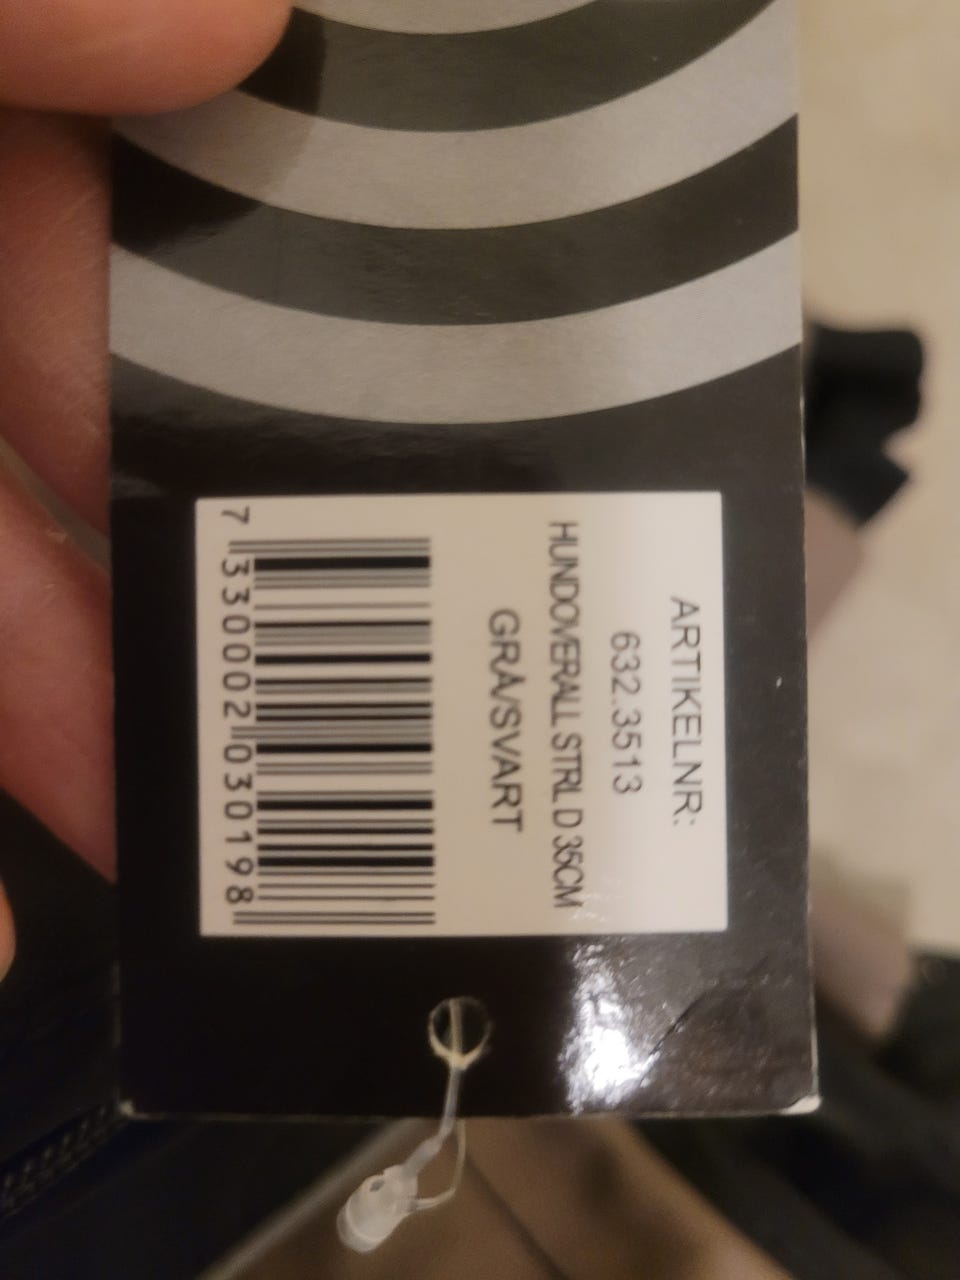 ARTIKELNR:
632.3513
HUNDOVERALL STRL D 35CM
GRÅ/SVART
7 330002 030198